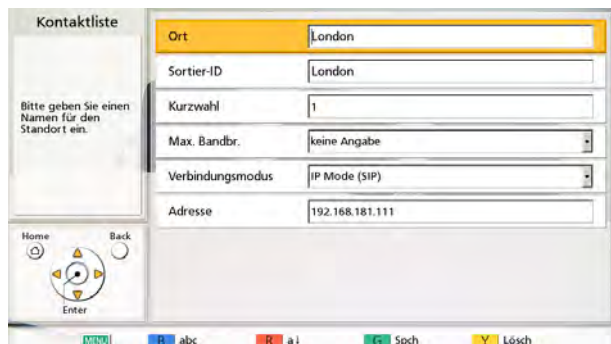 Kontaktliste
Bitte geben Sie einen
Namen für den
Standort ein.
Ort London
Sortier-ID London
Kurzwahl 1
Max. Bandbr. keine Angabe
Verbindungsmodus IP Mode (SIP)
Adresse 192.168.181.111
Home Back
Enter
MENU B abc R a↓ G Spch Y Lösch